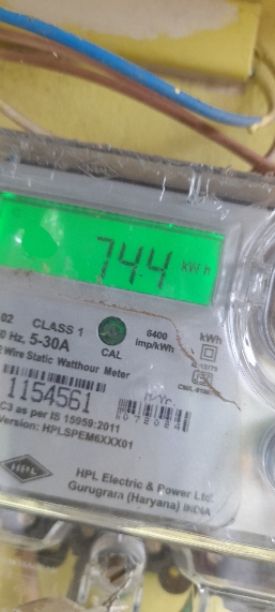 744 kWh
02 CLASS 1
0 Hz, 5-30A
CAL
6400
imp/kWh
kWh
Wire Static Watthour Meter
1154561
C3 as per IS 15959:2011
Version: HPLSPEM6XXX01
HPL
HPL Electric & Power Ltd.
Gurugram (Haryana) INDIA